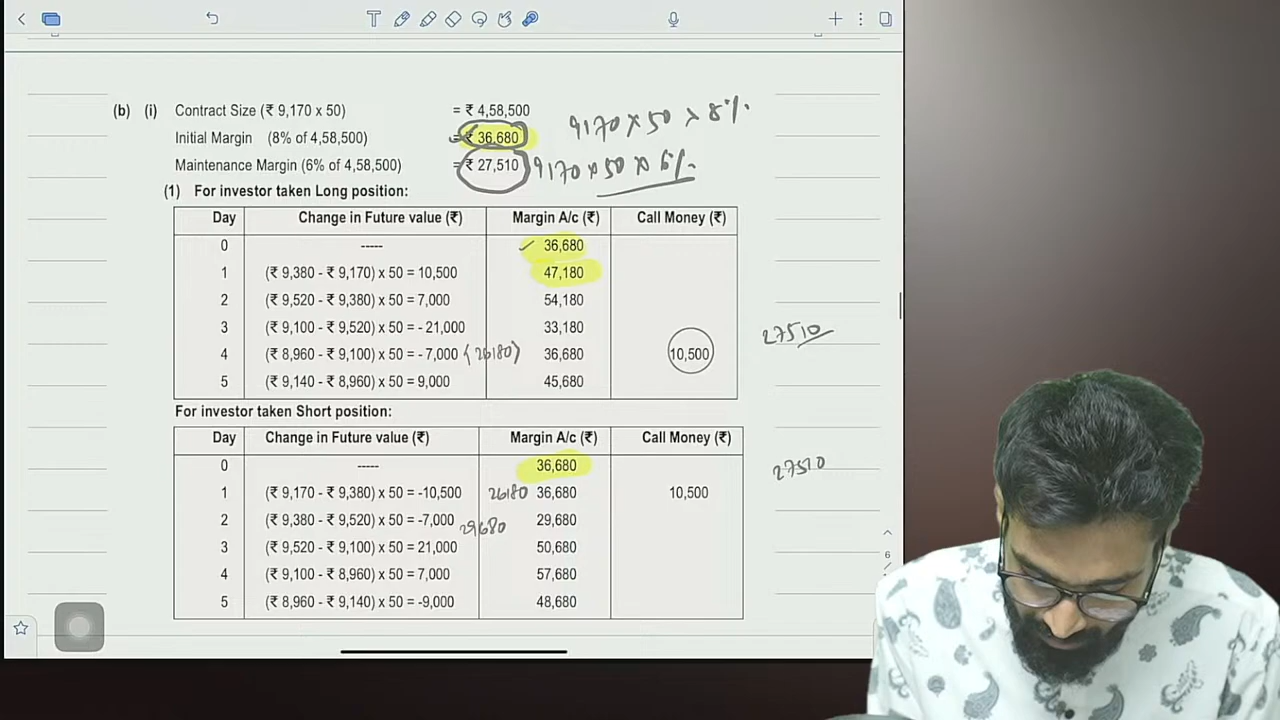 (b) (i) Contract Size (₹ 9,170 x 50) = ₹ 4,58,500
Initial Margin (8% of 4,58,500) = ₹ 36,680 9170 x 50 x 8%
Maintenance Margin (6% of 4,58,500) = ₹ 27,510 9170 x 50 x 6%
(1) For investor taken Long position:
Day Change in Future value (₹) Margin A/c (₹) Call Money (₹)
0 ----- 36,680
1 (₹ 9,380 - ₹ 9,170) x 50 = 10,500 47,180
2 (₹ 9,520 - ₹ 9,380) x 50 = 7,000 54,180
3 (₹ 9,100 - ₹ 9,520) x 50 = - 21,000 33,180 27510
4 (₹ 8,960 - ₹ 9,100) x 50 = - 7,000 (26180) 36,680 10,500
5 (₹ 9,140 - ₹ 8,960) x 50 = 9,000 45,680
For investor taken Short position:
Day Change in Future value (₹) Margin A/c (₹) Call Money (₹)
0 ----- 36,680 27510
1 (₹ 9,170 - ₹ 9,380) x 50 = -10,500 26180 36,680 10,500
2 (₹ 9,380 - ₹ 9,520) x 50 = -7,000 29680 29,680
3 (₹ 9,520 - ₹ 9,100) x 50 = 21,000 50,680
4 (₹ 9,100 - ₹ 8,960) x 50 = 7,000 57,680
5 (₹ 8,960 - ₹ 9,140) x 50 = -9,000 48,680